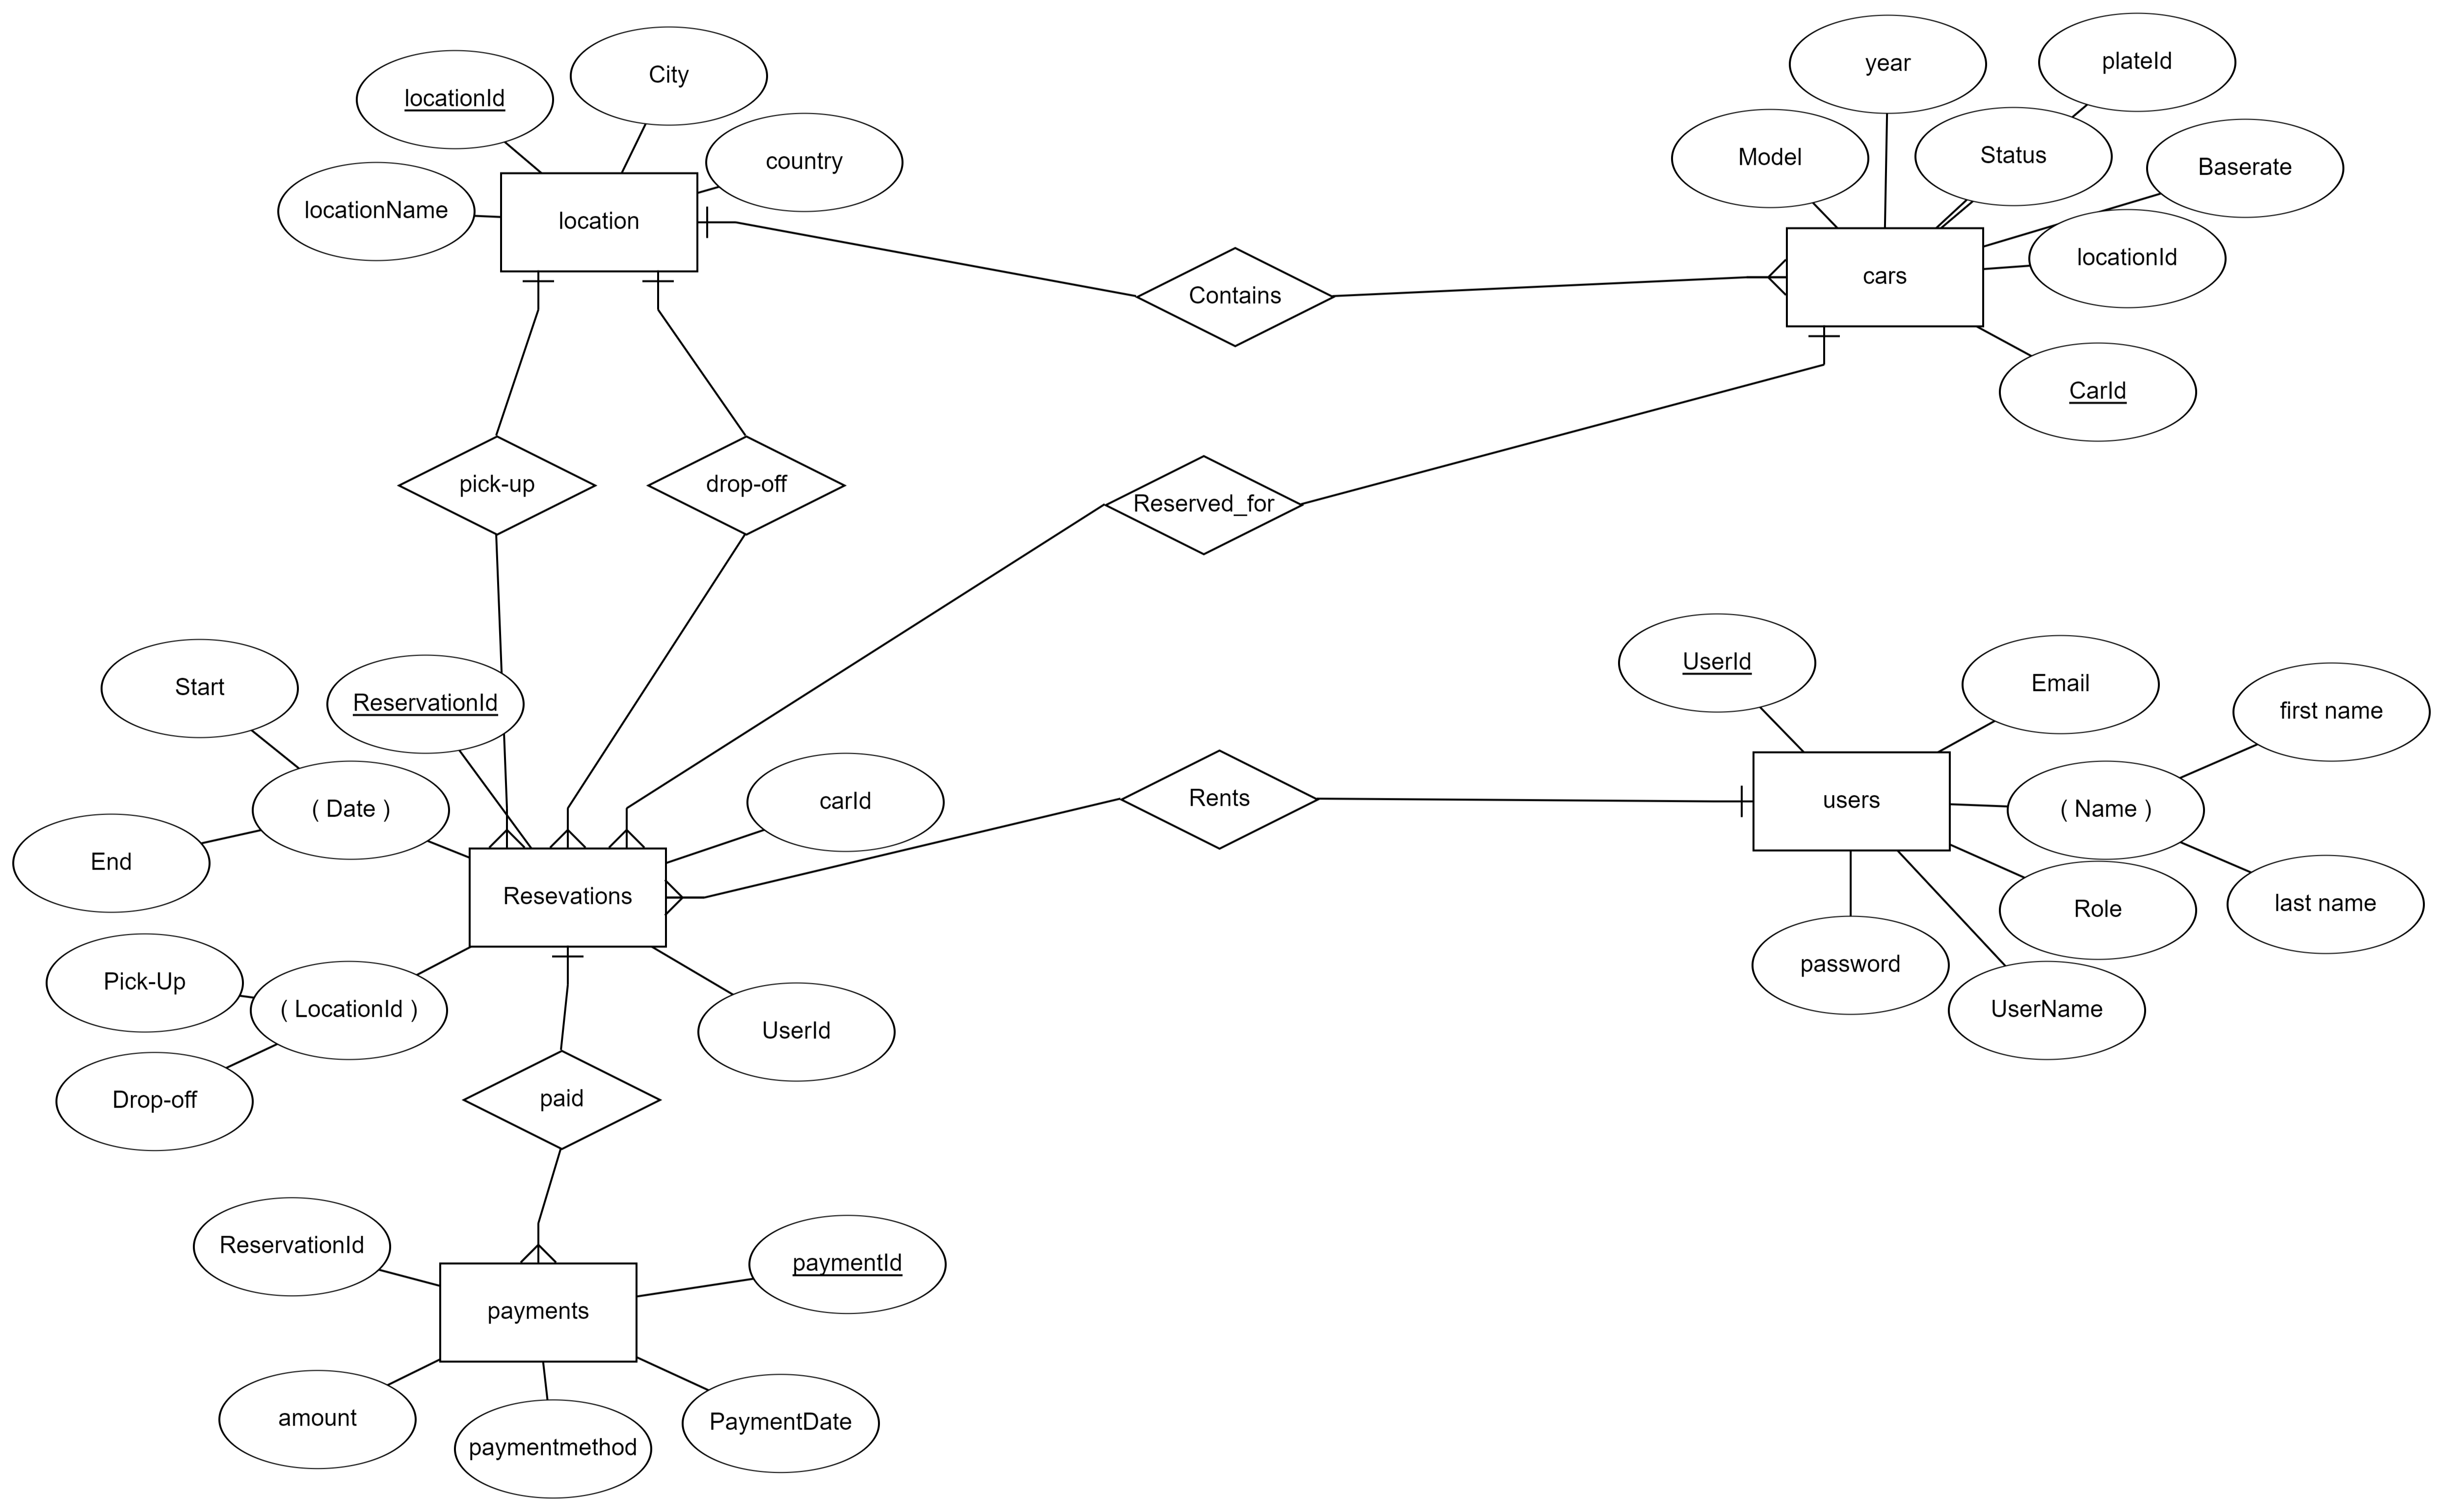 year
plateId
City
locationId
Model
Status
Baserate
country
locationName
location
locationId
cars
Contains
CarId
pick-up
drop-off
Reserved_for
UserId
Email
first name
Start
ReservationId
( Date )
carId
Rents
users
( Name )
End
Resevations
Role
last name
password
Pick-Up
( LocationId )
UserName
UserId
Drop-off
paid
ReservationId
paymentId
payments
amount
paymentmethod
PaymentDate